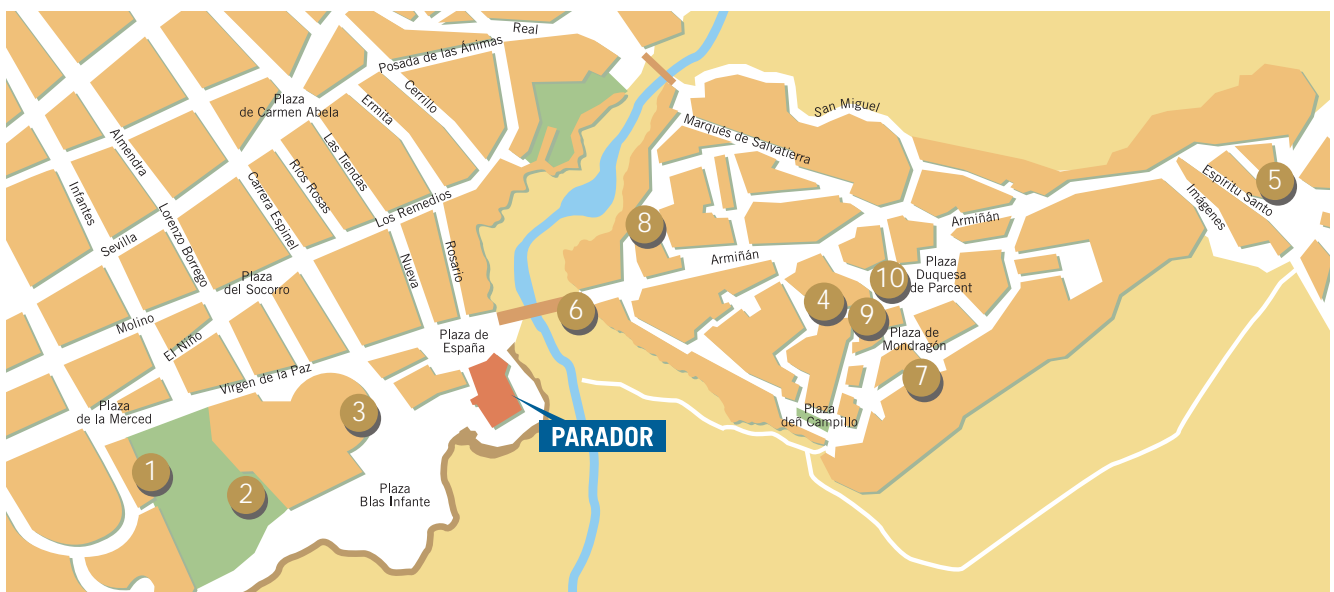 Real
Posada de las Ánimas
Cerrillo
Ermita
Plaza
de Carmen Abela
Las Tiendas
Ríos Rosas
Carrera Espinel
Almendra
Lorenzo Borrego
Infantes
Sevilla
Los Remedios
Rosario
Nueva
Plaza
del Socorro
Molino
El Niño
Virgen de la Paz
Plaza
de la Merced
Plaza de
España
PARADOR
Plaza
Blas Infante
1
2
3
San Miguel
Marqués de Salvatierra
Armiñán
Armiñán
Imágenes
Espíritu Santo
5
8
6
4
10
9
Plaza
Duquesa
de Parcent
Plaza de
Mondragón
7
Plaza
deñ Campillo